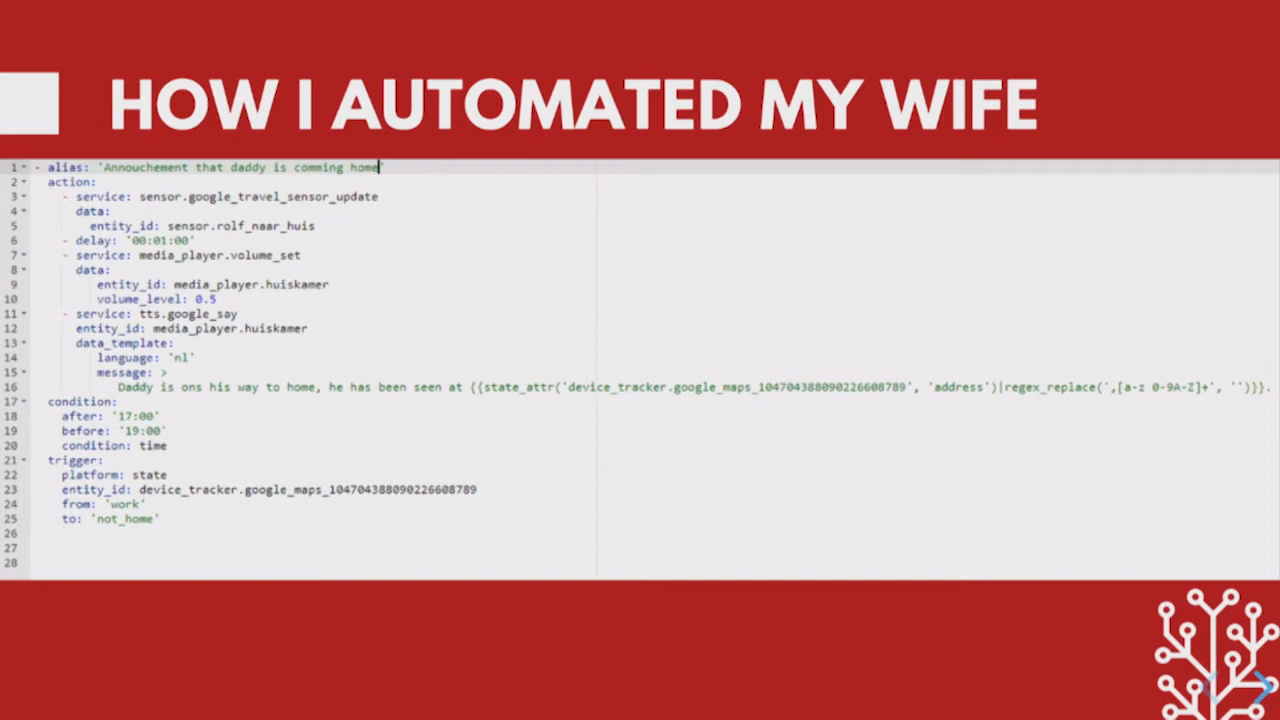 HOW I AUTOMATED MY WIFE
1 - alias: 'Annouchement that daddy is comming home'
2 action:
3 - service: sensor.google_travel_sensor_update
4 data:
5 entity_id: sensor.rolf_naar_huis
6 - delay: '00:01:00'
7 - service: media_player.volume_set
8 data:
9 entity_id: media_player.huiskamer
10 volume_level: 0.5
11 - service: tts.google_say
12 entity_id: media_player.huiskamer
13 data_template:
14 language: 'nl'
15 message: >
16 Daddy is ons his way to home, he has been seen at {{state_attr('device_tracker.google_maps_104704388090226608789', 'address')|regex_replace(',[a-z 0-9A-Z]+', '')}}.
17 condition:
18 after: '17:00'
19 before: '19:00'
20 condition: time
21 trigger:
22 platform: state
23 entity_id: device_tracker.google_maps_104704388090226608789
24 from: 'work'
25 to: 'not_home'
26
27
28